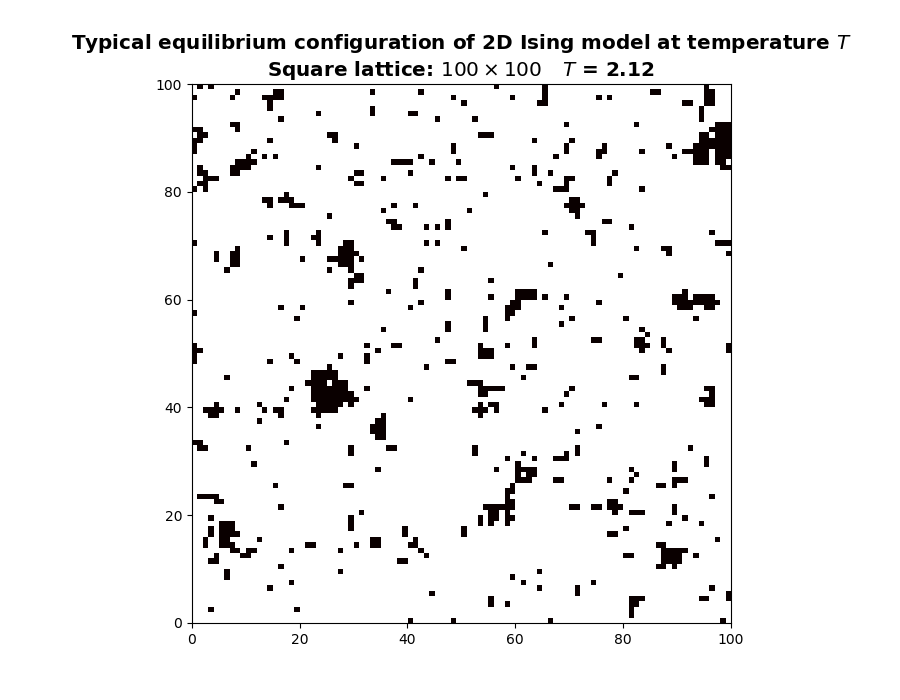 Typical equilibrium configuration of 2D Ising model at temperature T
Square lattice: 100 × 100 T = 2.12
100
80
60
40
20
0
0 20 40 60 80 100